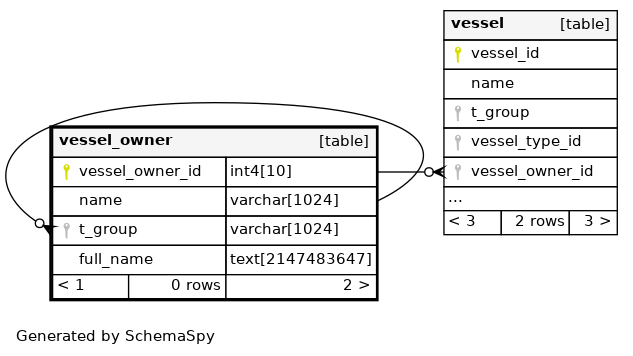 vessel [table]
vessel_id
name
t_group
vessel_type_id
vessel_owner_id
...
< 3 2 rows 3 >
vessel_owner [table]
vessel_owner_id int4[10]
name varchar[1024]
t_group varchar[1024]
full_name text[2147483647]
< 1 0 rows 2 >
Generated by SchemaSpy